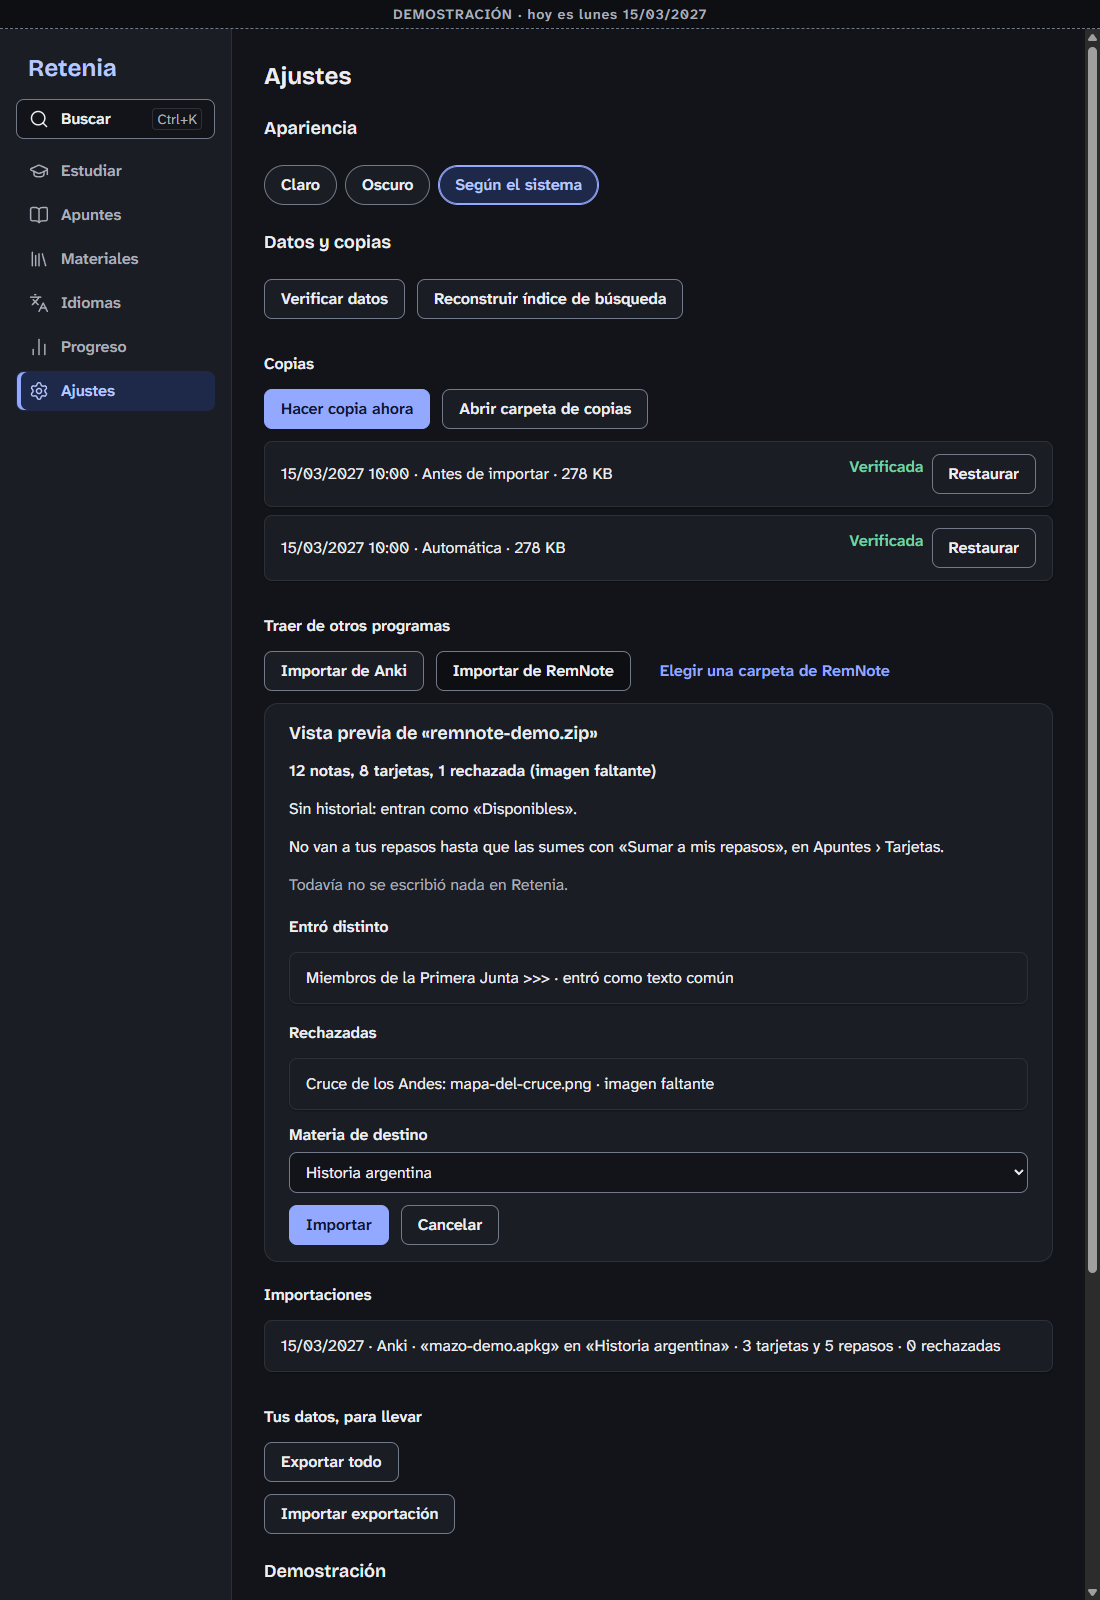 DEMOSTRACIÓN · hoy es lunes 15/03/2027
Retenia
Buscar Ctrl+K
Estudiar
Apuntes
Materiales
Idiomas
Progreso
Ajustes
Ajustes
Apariencia
Claro Oscuro Según el sistema
Datos y copias
Verificar datos Reconstruir índice de búsqueda
Copias
Hacer copia ahora Abrir carpeta de copias
15/03/2027 10:00 · Antes de importar · 278 KB Verificada Restaurar
15/03/2027 10:00 · Automática · 278 KB Verificada Restaurar
Traer de otros programas
Importar de Anki Importar de RemNote Elegir una carpeta de RemNote
Vista previa de «remnote-demo.zip»
12 notas, 8 tarjetas, 1 rechazada (imagen faltante)
Sin historial: entran como «Disponibles».
No van a tus repasos hasta que las sumes con «Sumar a mis repasos», en Apuntes › Tarjetas.
Todavía no se escribió nada en Retenia.
Entró distinto
Miembros de la Primera Junta >>> · entró como texto común
Rechazadas
Cruce de los Andes: mapa-del-cruce.png · imagen faltante
Materia de destino
Historia argentina
Importar Cancelar
Importaciones
15/03/2027 · Anki · «mazo-demo.apkg» en «Historia argentina» · 3 tarjetas y 5 repasos · 0 rechazadas
Tus datos, para llevar
Exportar todo
Importar exportación
Demostración